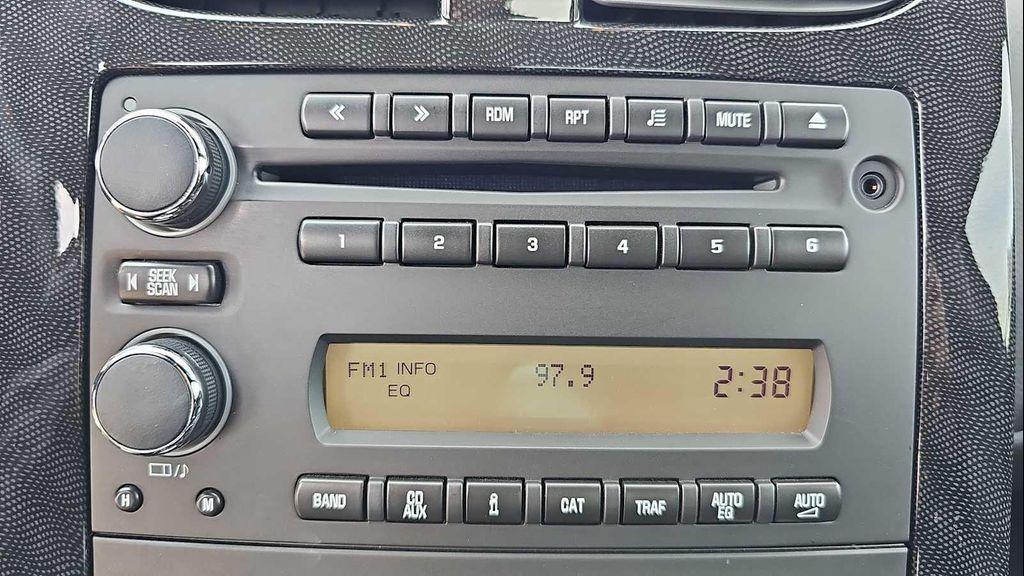 RDM RPT MUTE
1 2 3 4 5 6
SEEK
SCAN
FM1 INFO 97.9 2:38
EQ
H M
BAND CD AUX i CAT TRAF AUTO EQ AUTO